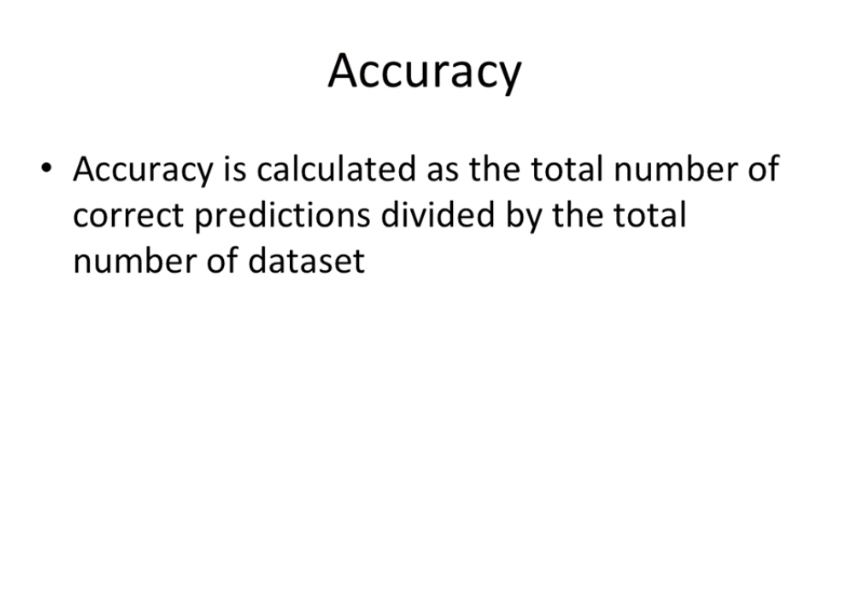 Accuracy
• Accuracy is calculated as the total number of
correct predictions divided by the total
number of dataset